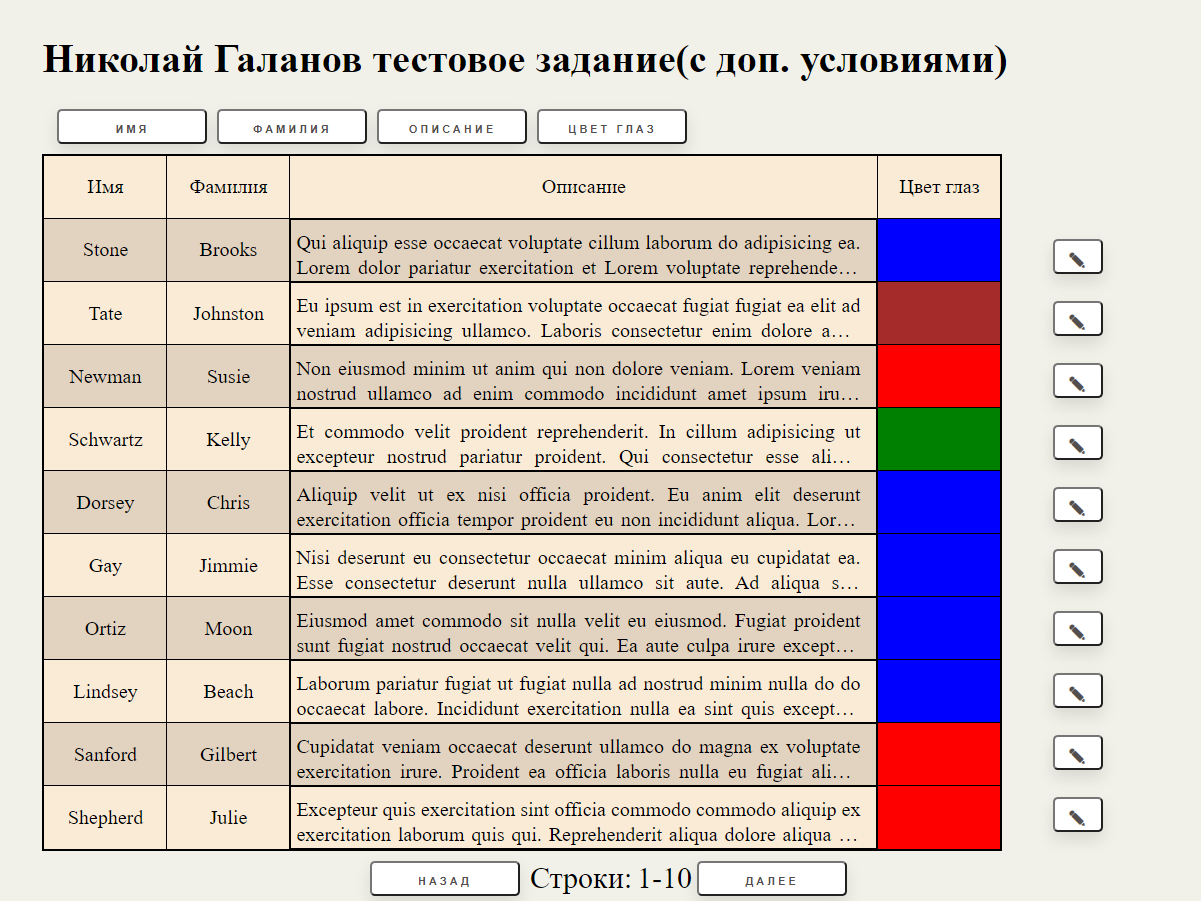 Николай Галанов тестовое задание(с доп. условиями)
ИМЯ ФАМИЛИЯ ОПИСАНИЕ ЦВЕТ ГЛАЗ
Имя Фамилия Описание Цвет глаз
Stone Brooks Qui aliquip esse occaecat voluptate cillum laborum do adipisicing ea.
Lorem dolor pariatur exercitation et Lorem voluptate reprehende…
Tate Johnston Eu ipsum est in exercitation voluptate occaecat fugiat fugiat ea elit ad
veniam adipisicing ullamco. Laboris consectetur enim dolore a…
Newman Susie Non eiusmod minim ut anim qui non dolore veniam. Lorem veniam
nostrud ullamco ad enim commodo incididunt amet ipsum iru…
Schwartz Kelly Et commodo velit proident reprehenderit. In cillum adipisicing ut
excepteur nostrud pariatur proident. Qui consectetur esse ali…
Dorsey Chris Aliquip velit ut ex nisi officia proident. Eu anim elit deserunt
exercitation officia tempor proident eu non incididunt aliqua. Lor…
Gay Jimmie Nisi deserunt eu consectetur occaecat minim aliqua eu cupidatat ea.
Esse consectetur deserunt nulla ullamco sit aute. Ad aliqua s…
Ortiz Moon Eiusmod amet commodo sit nulla velit eu eiusmod. Fugiat proident
sunt fugiat nostrud occaecat velit qui. Ea aute culpa irure except…
Lindsey Beach Laborum pariatur fugiat ut fugiat nulla ad nostrud minim nulla do do
occaecat labore. Incididunt exercitation nulla ea sint quis except…
Sanford Gilbert Cupidatat veniam occaecat deserunt ullamco do magna ex voluptate
exercitation irure. Proident ea officia laboris nulla eu fugiat ali…
Shepherd Julie Excepteur quis exercitation sint officia commodo commodo aliquip ex
exercitation laborum quis qui. Reprehenderit aliqua dolore aliqua …
НАЗАД Строки: 1-10 ДАЛЕЕ